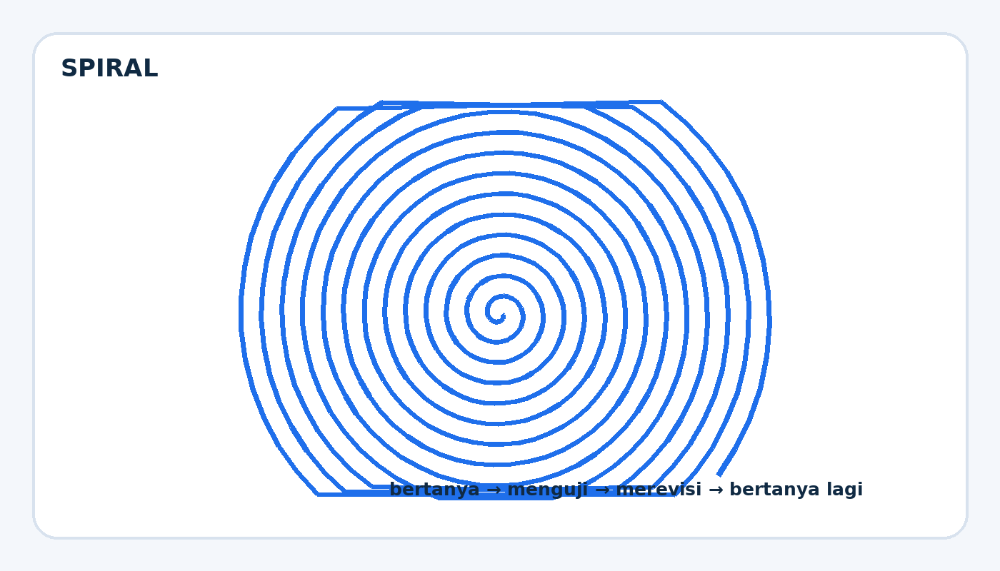 SPIRAL
bertanya → menguji → merevisi → bertanya lagi